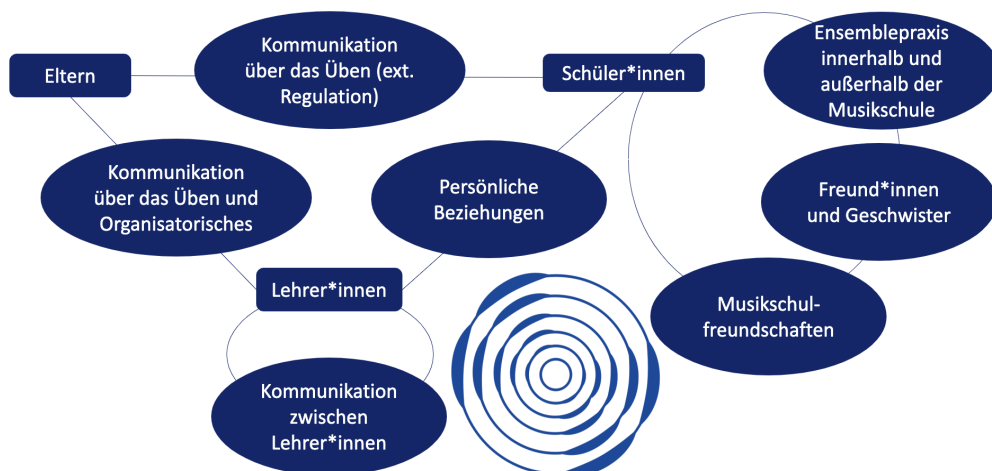 Eltern
Kommunikation
über das Üben (ext.
Regulation)
Schüler*innen
Ensemblepraxis
innerhalb und
außerhalb der
Musikschule
Kommunikation
über das Üben und
Organisatorisches
Persönliche
Beziehungen
Freund*innen
und Geschwister
Lehrer*innen
Musikschul-
freundschaften
Kommunikation
zwischen
Lehrer*innen